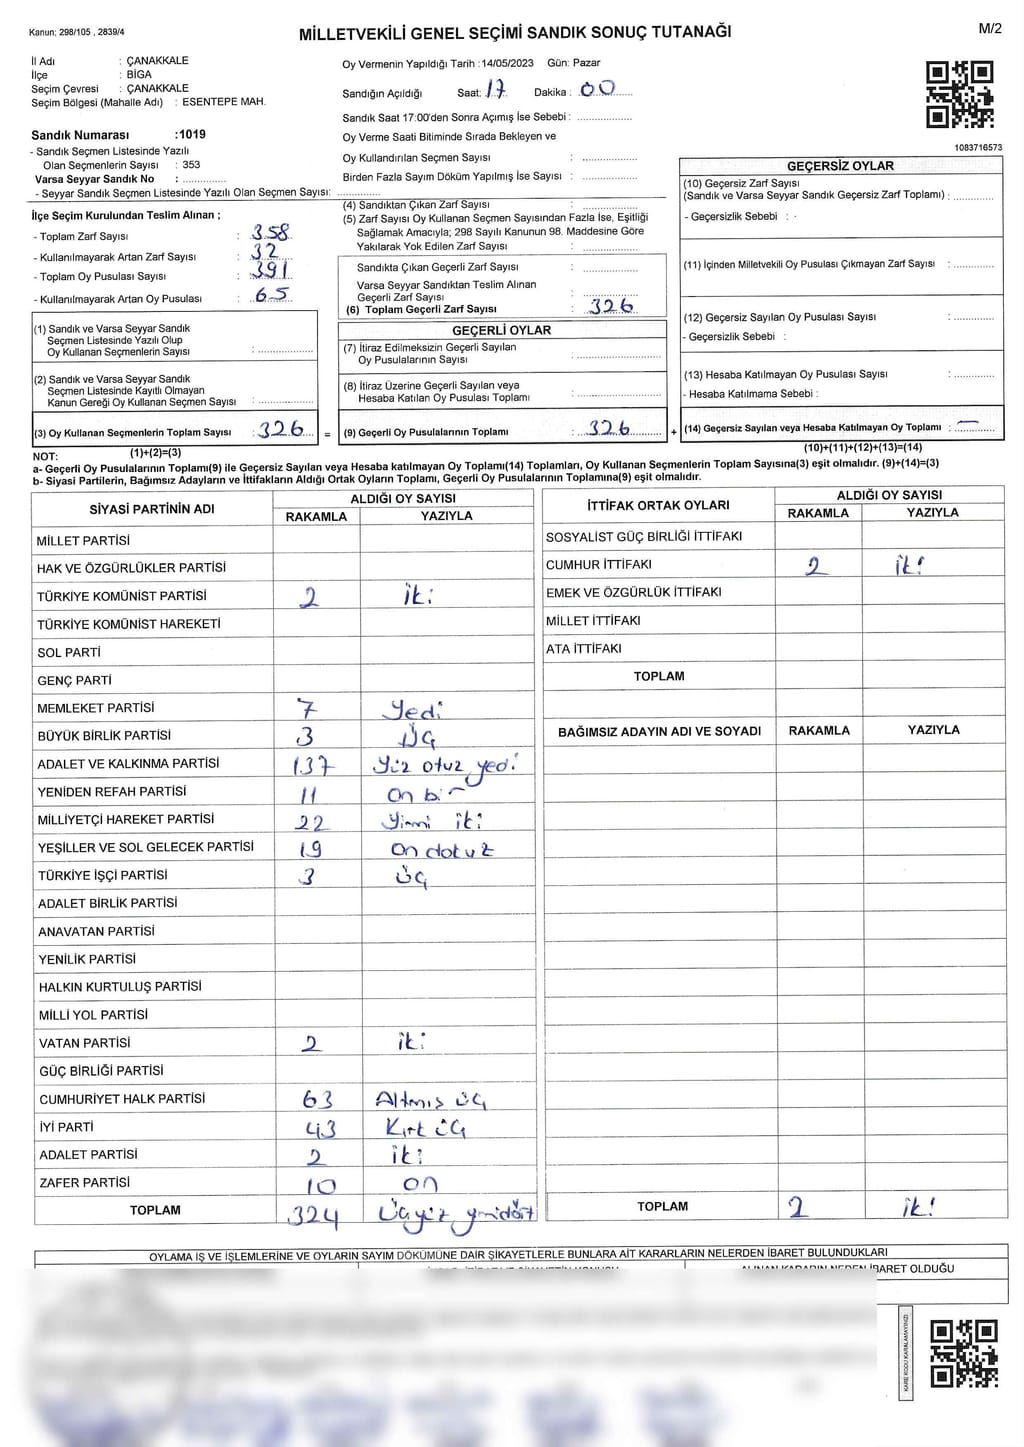 Kanun; 298/105 , 2839/4
MİLLETVEKİLİ GENEL SEÇİMİ SANDIK SONUÇ TUTANAĞI
M/2
İl Adı : ÇANAKKALE
İlçe : BİGA
Seçim Çevresi : ÇANAKKALE
Seçim Bölgesi (Mahalle Adı) : ESENTEPE MAH.
Sandık Numarası :1019
- Sandık Seçmen Listesinde Yazılı
Olan Seçmenlerin Sayısı : 353
Varsa Seyyar Sandık No : .............
- Seyyar Sandık Seçmen Listesinde Yazılı Olan Seçmen Sayısı: .............
İlçe Seçim Kurulundan Teslim Alınan ;
- Toplam Zarf Sayısı : 358
- Kullanılmayarak Artan Zarf Sayısı : 32
- Toplam Oy Pusulası Sayısı : 391
- Kullanılmayarak Artan Oy Pusulası : 65
(1) Sandık ve Varsa Seyyar Sandık
Seçmen Listesinde Yazılı Olup
Oy Kullanan Seçmenlerin Sayısı : .............
(2) Sandık ve Varsa Seyyar Sandık
Seçmen Listesinde Kayıtlı Olmayan
Kanun Gereği Oy Kullanan Seçmen Sayısı : .............
(3) Oy Kullanan Seçmenlerin Toplam Sayısı : 326
(1)+(2)=(3)
Oy Vermenin Yapıldığı Tarih :14/05/2023 Gün: Pazar
Sandığın Açıldığı Saat: 17 Dakika : 00
Sandık Saat 17:00'den Sonra Açımış İse Sebebi : .............
Oy Verme Saati Bitiminde Sırada Bekleyen ve
Oy Kullandırılan Seçmen Sayısı : .............
Birden Fazla Sayım Döküm Yapılmış İse Sayısı : .............
(4) Sandıktan Çıkan Zarf Sayısı : .............
(5) Zarf Sayısı Oy Kullanan Seçmen Sayısından Fazla İse, Eşitliği
Sağlamak Amacıyla; 298 Sayılı Kanunun 98. Maddesine Göre
Yakılarak Yok Edilen Zarf Sayısı : .............
Sandıkta Çıkan Geçerli Zarf Sayısı : .............
Varsa Seyyar Sandıktan Teslim Alınan
Geçerli Zarf Sayısı : .............
(6) Toplam Geçerli Zarf Sayısı : 326
GEÇERLİ OYLAR
(7) İtiraz Edilmeksizin Geçerli Sayılan
Oy Pusulalarının Sayısı : .............
(8) İtiraz Üzerine Geçerli Sayılan veya
Hesaba Katılan Oy Pusulası Toplamı : .............
= (9) Geçerli Oy Pusulalarının Toplamı : 326
1083716573
GEÇERSİZ OYLAR
(10) Geçersiz Zarf Sayısı
(Sandık ve Varsa Seyyar Sandık Geçersiz Zarf Toplamı) : .............
- Geçersizlik Sebebi : -
(11) İçinden Milletvekili Oy Pusulası Çıkmayan Zarf Sayısı : .............
(12) Geçersiz Sayılan Oy Pusulası Sayısı : .............
- Geçersizlik Sebebi :
(13) Hesaba Katılmayan Oy Pusulası Sayısı : .............
- Hesaba Katılmama Sebebi :
+ (14) Geçersiz Sayılan veya Hesaba Katılmayan Oy Toplamı : —
(10)+(11)+(12)+(13)=(14)
NOT:
a- Geçerli Oy Pusulalarının Toplamı(9) ile Geçersiz Sayılan veya Hesaba katılmayan Oy Toplamı(14) Toplamları, Oy Kullanan Seçmenlerin Toplam Sayısına(3) eşit olmalıdır. (9)+(14)=(3)
b- Siyasi Partilerin, Bağımsız Adayların ve İttifakların Aldığı Ortak Oyların Toplamı, Geçerli Oy Pusulalarının Toplamına(9) eşit olmalıdır.
SİYASİ PARTİNİN ADI
ALDIĞI OY SAYISI
RAKAMLA YAZIYLA
MİLLET PARTİSİ
HAK VE ÖZGÜRLÜKLER PARTİSİ
TÜRKİYE KOMÜNİST PARTİSİ 2 iki
TÜRKİYE KOMÜNİST HAREKETİ
SOL PARTİ
GENÇ PARTİ
MEMLEKET PARTİSİ 7 Yedi
BÜYÜK BİRLİK PARTİSİ 3 ÜÇ
ADALET VE KALKINMA PARTİSİ 137 Yüz otuz yedi
YENİDEN REFAH PARTİSİ 11 On bir
MİLLİYETÇİ HAREKET PARTİSİ 22 Yirmi iki
YEŞİLLER VE SOL GELECEK PARTİSİ 19 On dokuz
TÜRKİYE İŞÇİ PARTİSİ 3 üç
ADALET BİRLİK PARTİSİ
ANAVATAN PARTİSİ
YENİLİK PARTİSİ
HALKIN KURTULUŞ PARTİSİ
MİLLİ YOL PARTİSİ
VATAN PARTİSİ 2 iki
GÜÇ BİRLİĞİ PARTİSİ
CUMHURİYET HALK PARTİSİ 63 Altmış üç
İYİ PARTİ 43 Kırk üç
ADALET PARTİSİ 2 iki
ZAFER PARTİSİ 10 on
TOPLAM 324 Üçyüz yirmidört
İTTİFAK ORTAK OYLARI
ALDIĞI OY SAYISI
RAKAMLA YAZIYLA
SOSYALİST GÜÇ BİRLİĞİ İTTİFAKI
CUMHUR İTTİFAKI 2 iki
EMEK VE ÖZGÜRLÜK İTTİFAKI
MİLLET İTTİFAKI
ATA İTTİFAKI
TOPLAM
BAĞIMSIZ ADAYIN ADI VE SOYADI RAKAMLA YAZIYLA
TOPLAM 2 iki
OYLAMA İŞ VE İŞLEMLERİNE VE OYLARIN SAYIM DÖKÜMÜNE DAİR ŞİKAYETLERLE BUNLARA AİT KARARLARIN NELERDEN İBARET BULUNDUKLARI
ALINAN KARARIN NEDEN İBARET OLDUĞU
KARE KODU KARALAMAYINIZ